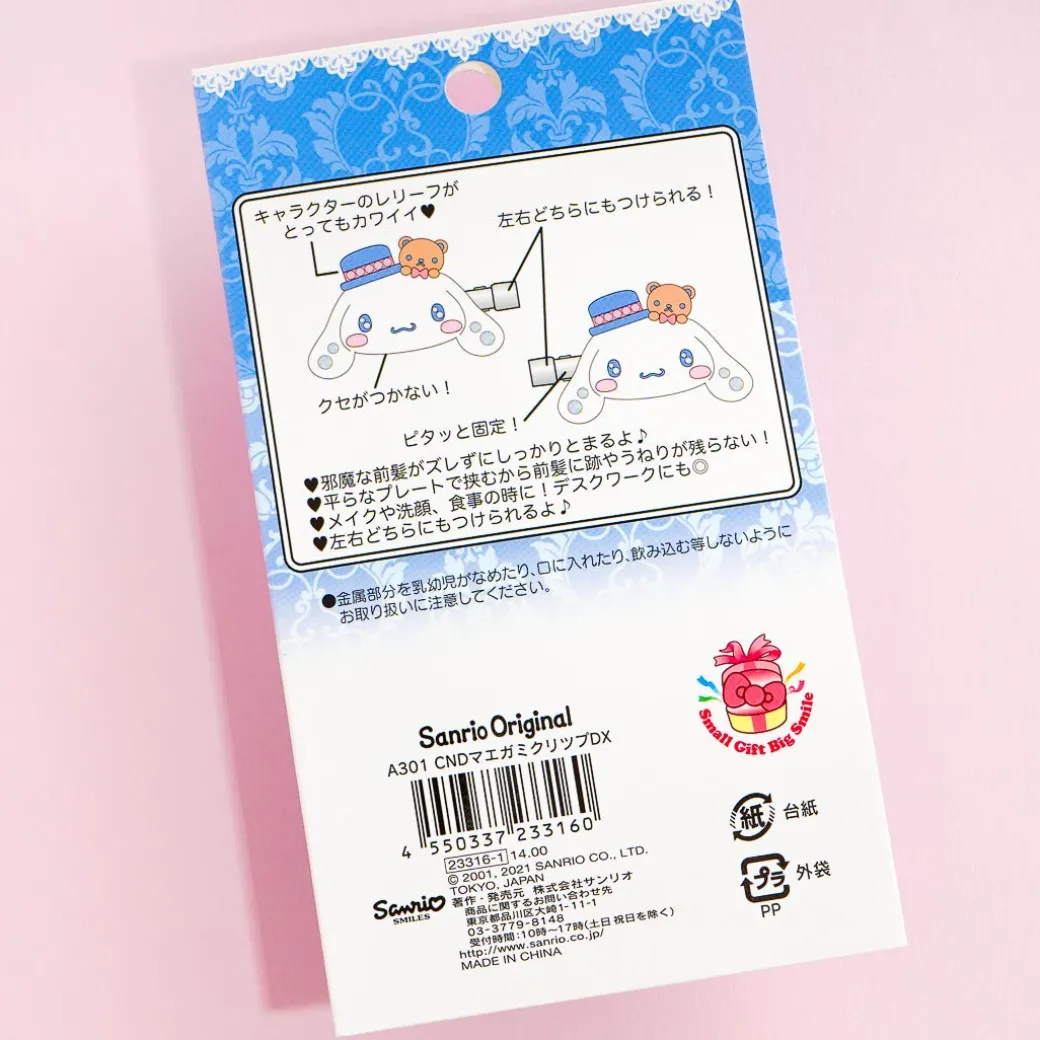 キャラクターのレリーフが
とってもカワイイ♥
左右どちらにもつけられる！
クセがつかない！
ピタッと固定！
♥邪魔な前髪がズレずにしっかりとまるよ♪
♥平らなプレートで挟むから前髪に跡やうねりが残らない！
♥メイクや洗顔、食事の時に！デスクワークにも◎
♥左右どちらにもつけられるよ♪
●金属部分を乳幼児がなめたり、口に入れたり、飲み込む等しないように
お取り扱いに注意してください。
Small Gift Big Smile
Sanrio Original
A301 CNDマエガミクリツプDX
4 550337 233160
23316-1 14.00
© 2001, 2021 SANRIO CO., LTD.
TOKYO, JAPAN
著作・発売元 株式会社サンリオ
商品に関するお問い合わせ先
東京都品川区大崎1-11-1
03-3779-8148
受付時間：10時〜17時(土日 祝日を除く)
http://www.sanrio.co.jp/
MADE IN CHINA
Sanrio
SMILES
紙 台紙
プラ 外袋
PP